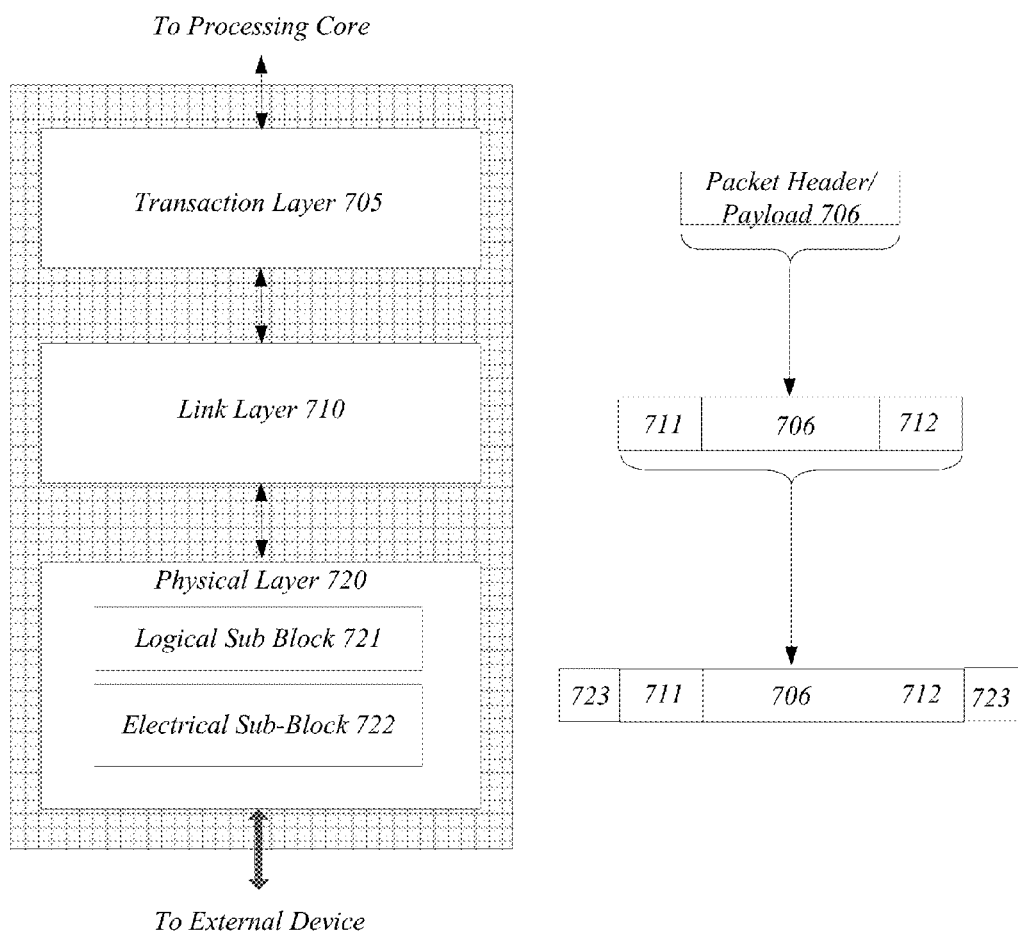 To Processing Core
Transaction Layer 705
Link Layer 710
Physical Layer 720
Logical Sub Block 721
Electrical Sub-Block 722
To External Device
Packet Header/
Payload 706
711 706 712
723 711 706 712 723